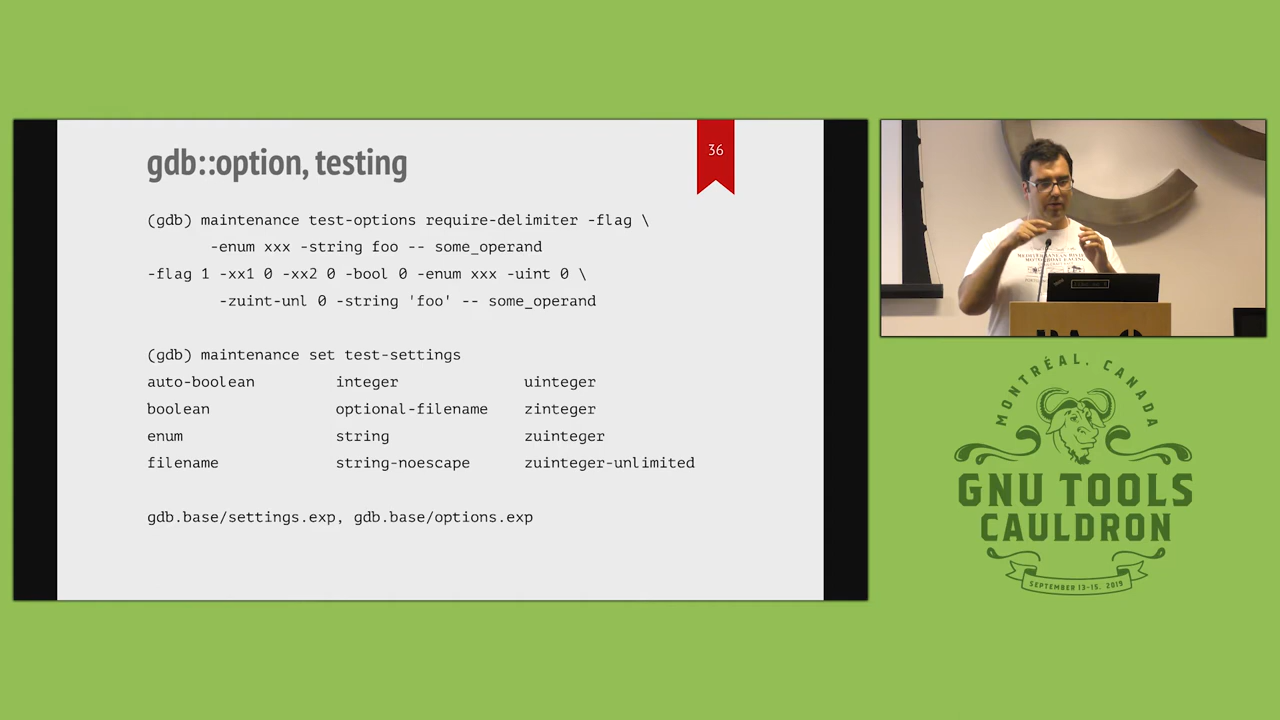 gdb::option, testing
36
(gdb) maintenance test-options require-delimiter -flag \
-enum xxx -string foo -- some_operand
-flag 1 -xx1 0 -xx2 0 -bool 0 -enum xxx -uint 0 \
-zuint-unl 0 -string 'foo' -- some_operand
(gdb) maintenance set test-settings
auto-boolean integer uinteger
boolean optional-filename zinteger
enum string zuinteger
filename string-noescape zuinteger-unlimited
gdb.base/settings.exp, gdb.base/options.exp
MONTRÉAL, CANADA
GNU TOOLS
CAULDRON
SEPTEMBER 13-15, 2019